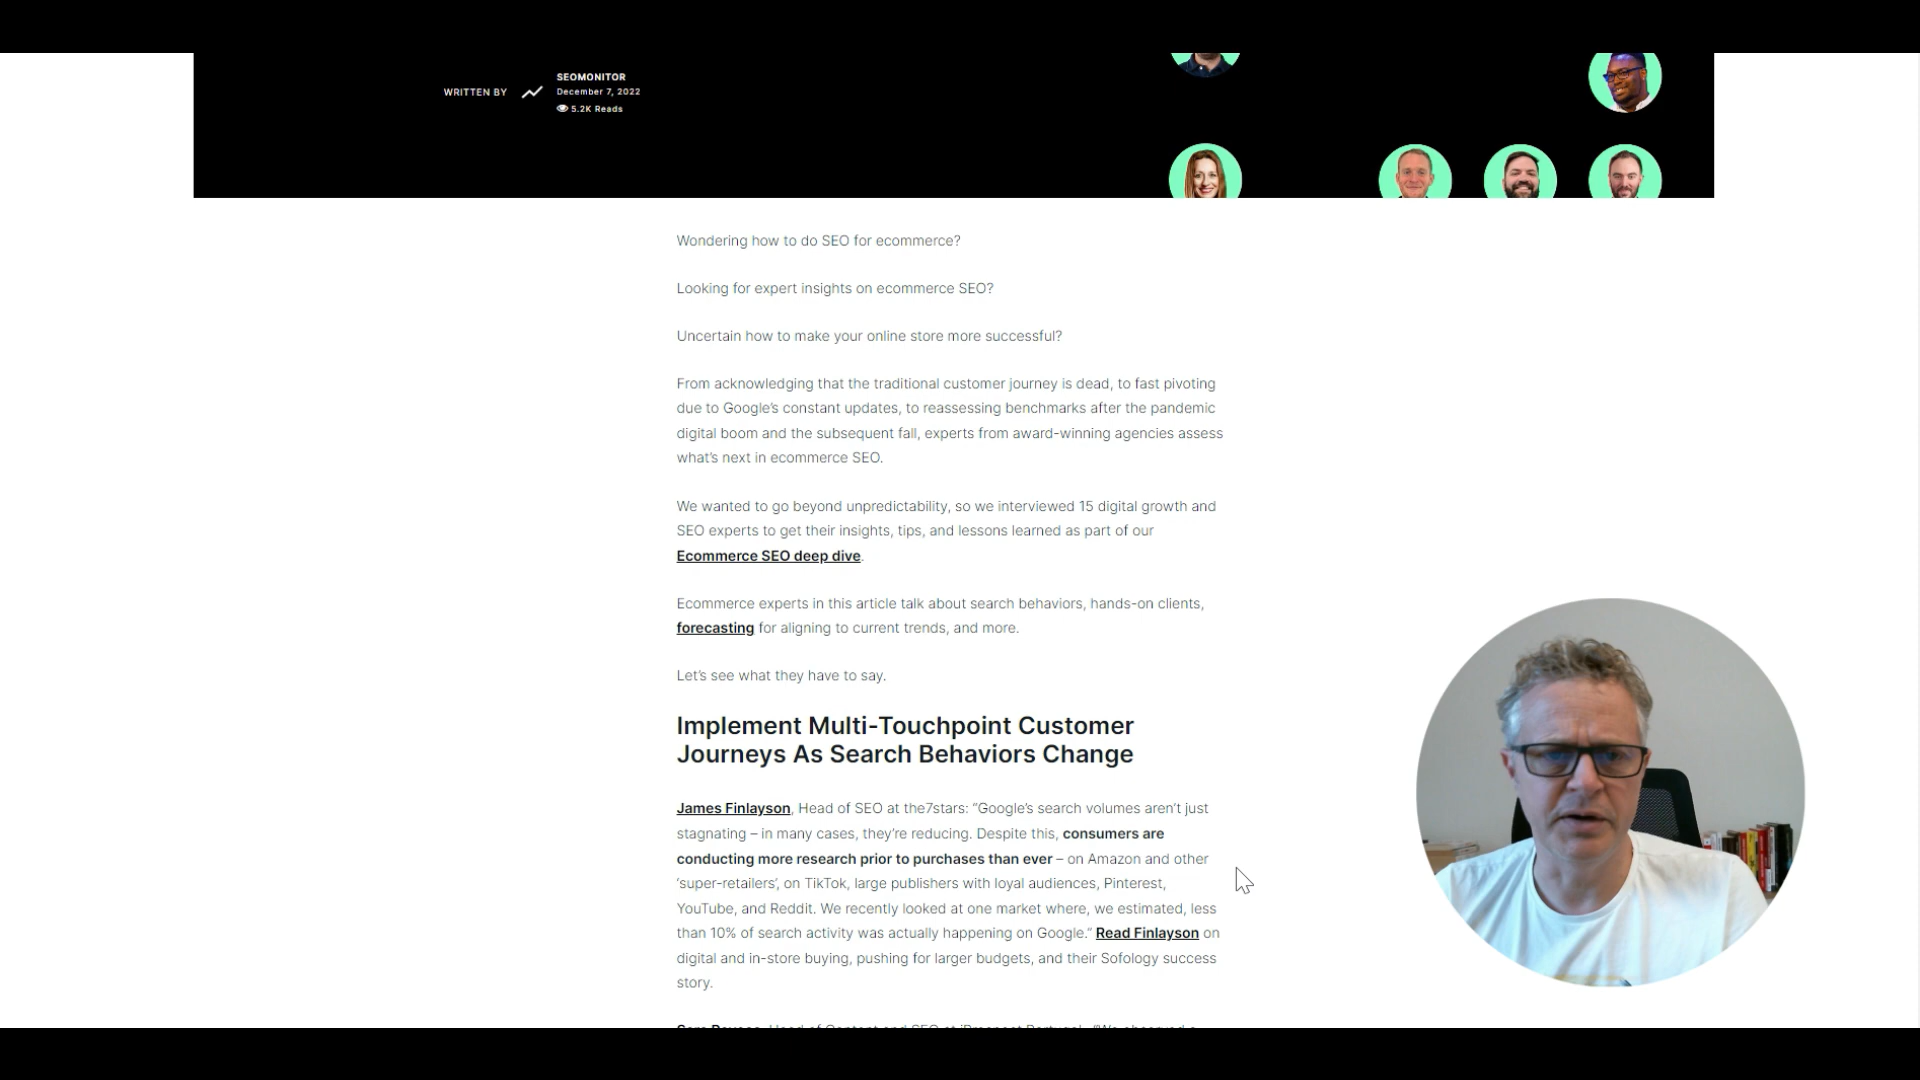 WRITTEN BY
SEOMONITOR
December 7, 2022
5.2K Reads
Wondering how to do SEO for ecommerce?
Looking for expert insights on ecommerce SEO?
Uncertain how to make your online store more successful?
From acknowledging that the traditional customer journey is dead, to fast pivoting
due to Google's constant updates, to reassessing benchmarks after the pandemic
digital boom and the subsequent fall, experts from award-winning agencies assess
what's next in ecommerce SEO.
We wanted to go beyond unpredictability, so we interviewed 15 digital growth and
SEO experts to get their insights, tips, and lessons learned as part of our
Ecommerce SEO deep dive.
Ecommerce experts in this article talk about search behaviors, hands-on clients,
forecasting for aligning to current trends, and more.
Let's see what they have to say.
Implement Multi-Touchpoint Customer
Journeys As Search Behaviors Change
James Finlayson, Head of SEO at the7stars: “Google's search volumes aren't just
stagnating – in many cases, they're reducing. Despite this, consumers are
conducting more research prior to purchases than ever – on Amazon and other
'super-retailers', on TikTok, large publishers with loyal audiences, Pinterest,
YouTube, and Reddit. We recently looked at one market where, we estimated, less
than 10% of search activity was actually happening on Google.” Read Finlayson on
digital and in-store buying, pushing for larger budgets, and their Sofology success
story.